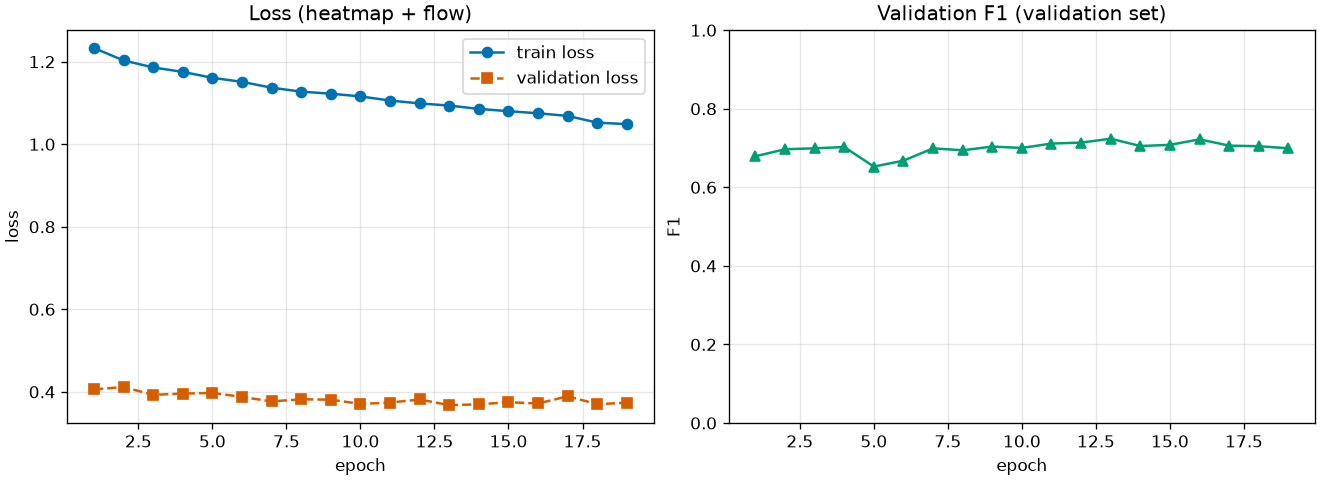 Loss (heatmap + flow)
train loss
validation loss
1.2
1.0
0.8
0.6
0.4
loss
2.5 5.0 7.5 10.0 12.5 15.0 17.5
epoch
Validation F1 (validation set)
1.0
0.8
0.6
0.4
0.2
0.0
F1
2.5 5.0 7.5 10.0 12.5 15.0 17.5
epoch